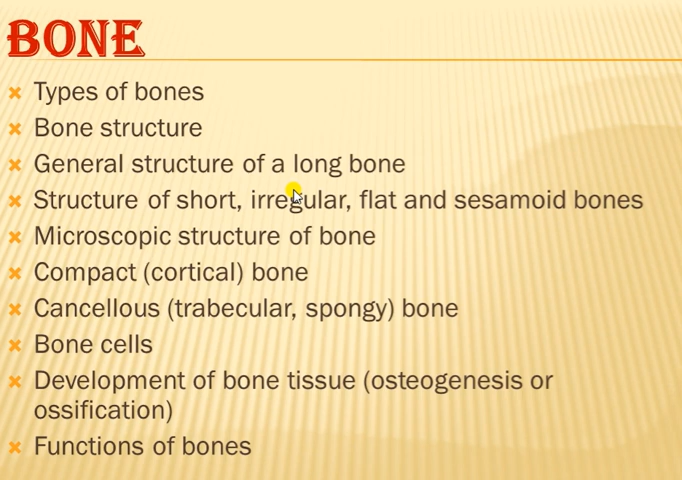 BONE
Types of bones
Bone structure
General structure of a long bone
Structure of short, irregular, flat and sesamoid bones
Microscopic structure of bone
Compact (cortical) bone
Cancellous (trabecular, spongy) bone
Bone cells
Development of bone tissue (osteogenesis or
ossification)
Functions of bones